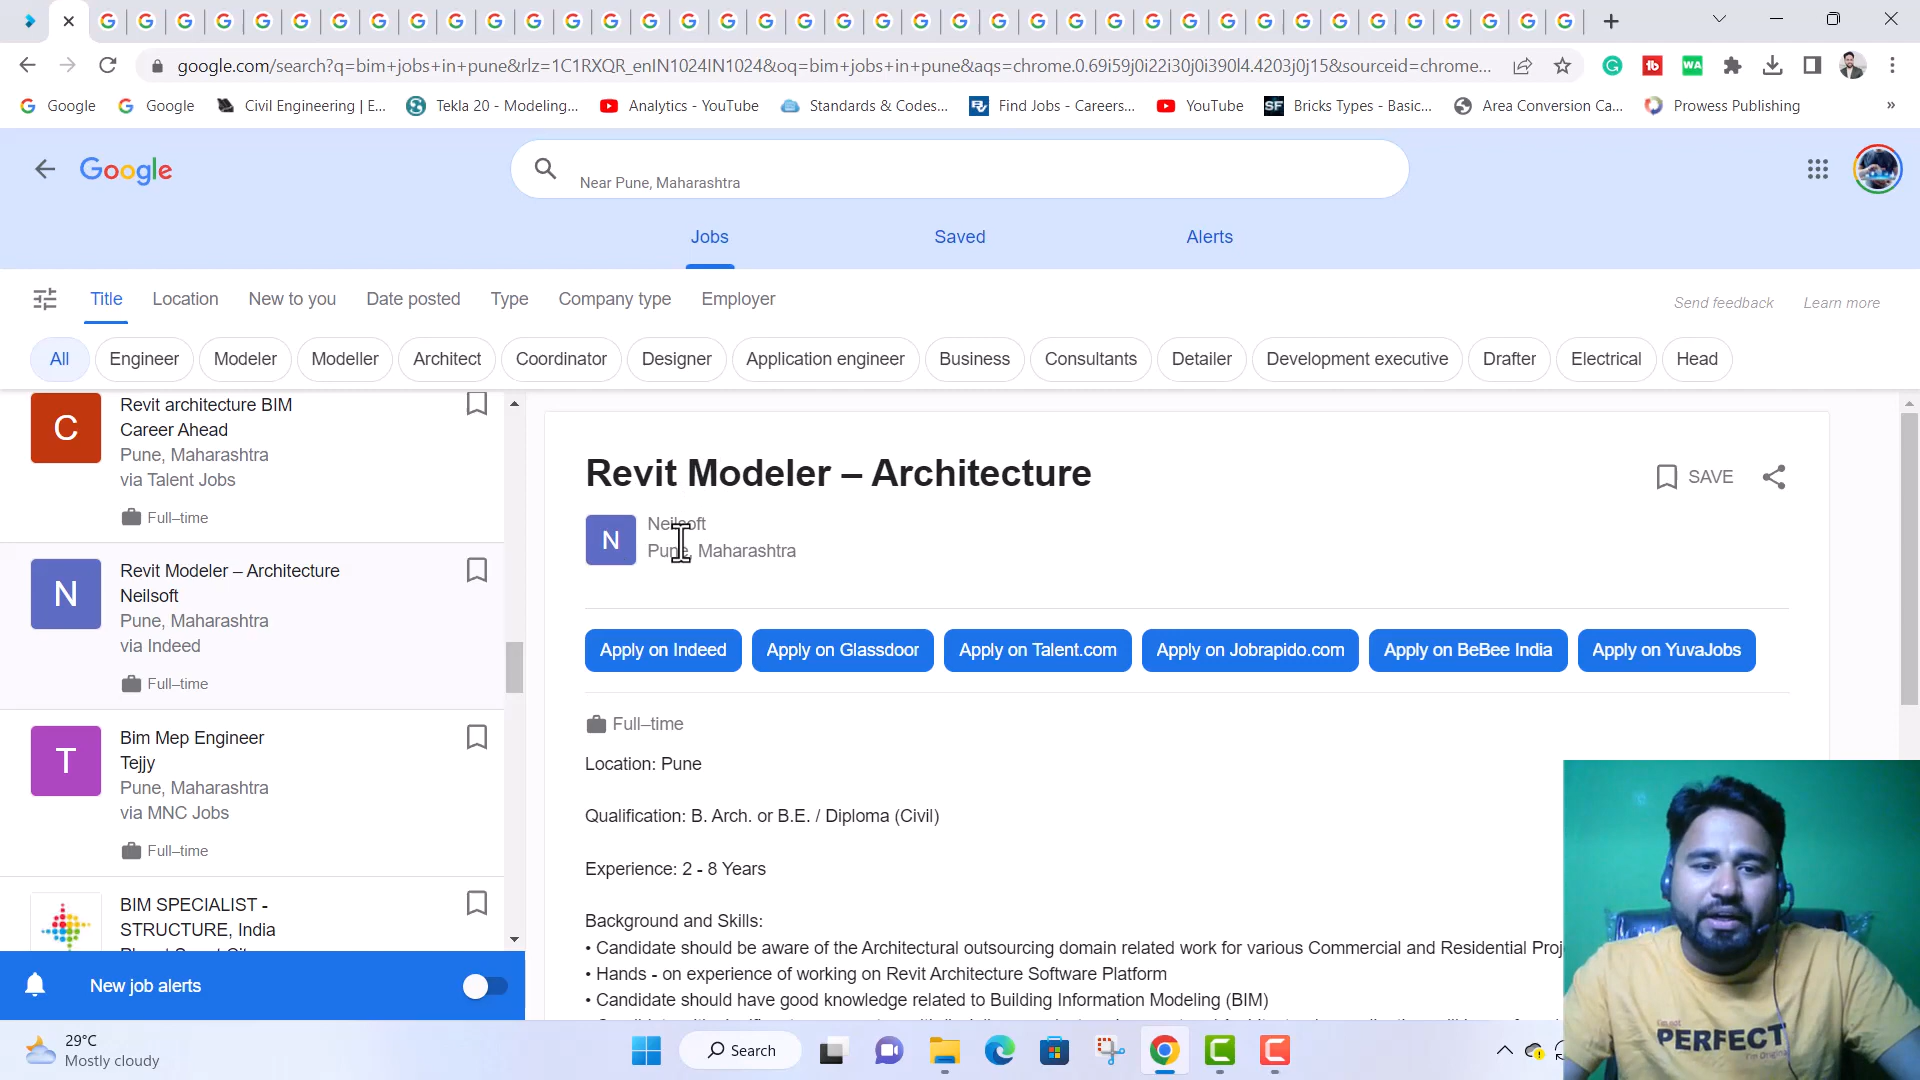 google.com/search?q=bim+jobs+in+pune&rlz=1C1RXQR_enIN1024IN1024&oq=bim+jobs+in+pune&aqs=chrome.0.69i59j0i22i30j0i390l4.4203j0j15&sourceid=chrome...
Google
Google
Civil Engineering | E...
Tekla 20 - Modeling...
Analytics - YouTube
Standards & Codes...
Find Jobs - Careers...
YouTube
SF Bricks Types - Basic...
Area Conversion Ca...
Prowess Publishing
»
Google
Near Pune, Maharashtra
Jobs Saved Alerts
Title Location New to you Date posted Type Company type Employer
Send feedback Learn more
All Engineer Modeler Modeller Architect Coordinator Designer Application engineer Business Consultants Detailer Development executive Drafter Electrical Head
C
Revit architecture BIM
Career Ahead
Pune, Maharashtra
via Talent Jobs
Full–time
N
Revit Modeler – Architecture
Neilsoft
Pune, Maharashtra
via Indeed
Full–time
T
Bim Mep Engineer
Tejjy
Pune, Maharashtra
via MNC Jobs
Full–time
BIM SPECIALIST -
STRUCTURE, India
New job alerts
Revit Modeler – Architecture
SAVE
N
Neilsoft
Pune, Maharashtra
Apply on Indeed
Apply on Glassdoor
Apply on Talent.com
Apply on Jobrapido.com
Apply on BeBee India
Apply on YuvaJobs
Full–time
Location: Pune
Qualification: B. Arch. or B.E. / Diploma (Civil)
Experience: 2 - 8 Years
Background and Skills:
• Candidate should be aware of the Architectural outsourcing domain related work for various Commercial and Residential Proj
• Hands - on experience of working on Revit Architecture Software Platform
• Candidate should have good knowledge related to Building Information Modeling (BIM)
I'm not
PERFECT
I'm Original
29°C
Mostly cloudy
Search